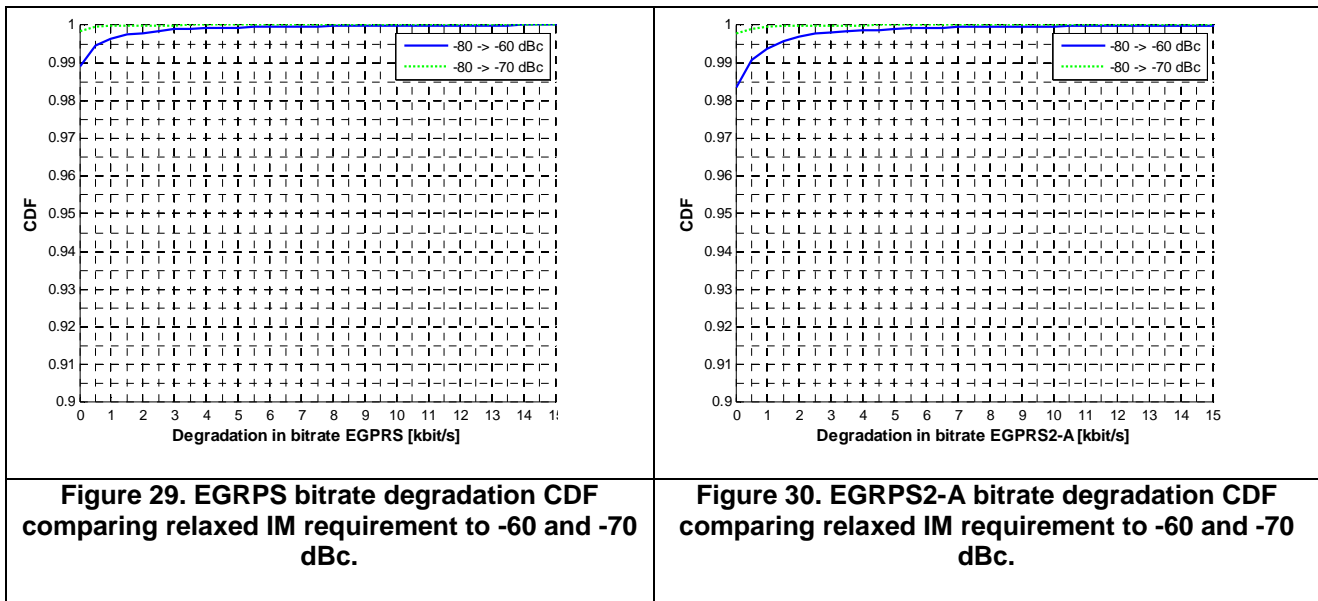 1
0.99
0.98
0.97
0.96
0.95
0.94
0.93
0.92
0.91
0.9
CDF
-80 -> -60 dBc
-80 -> -70 dBc
0 1 2 3 4 5 6 7 8 9 10 11 12 13 14
Degradation in bitrate EGPRS [kbit/s]
Figure 29. EGRPS bitrate degradation CDF
comparing relaxed IM requirement to -60 and -70
dBc.
1
0.99
0.98
0.97
0.96
0.95
0.94
0.93
0.92
0.91
0.9
CDF
-80 -> -60 dBc
-80 -> -70 dBc
0 1 2 3 4 5 6 7 8 9 10 11 12 13 14 15
Degradation in bitrate EGPRS2-A [kbit/s]
Figure 30. EGRPS2-A bitrate degradation CDF
comparing relaxed IM requirement to -60 and -70
dBc.